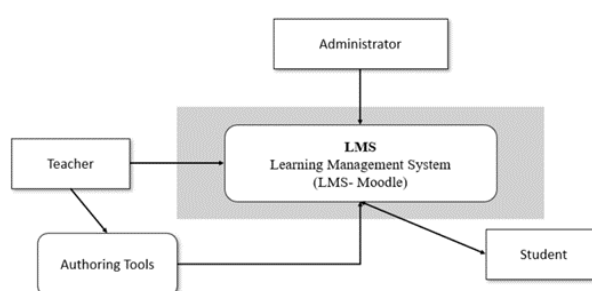 Administrator
LMS
Learning Management System
(LMS- Moodle)
Teacher
Authoring Tools
Student